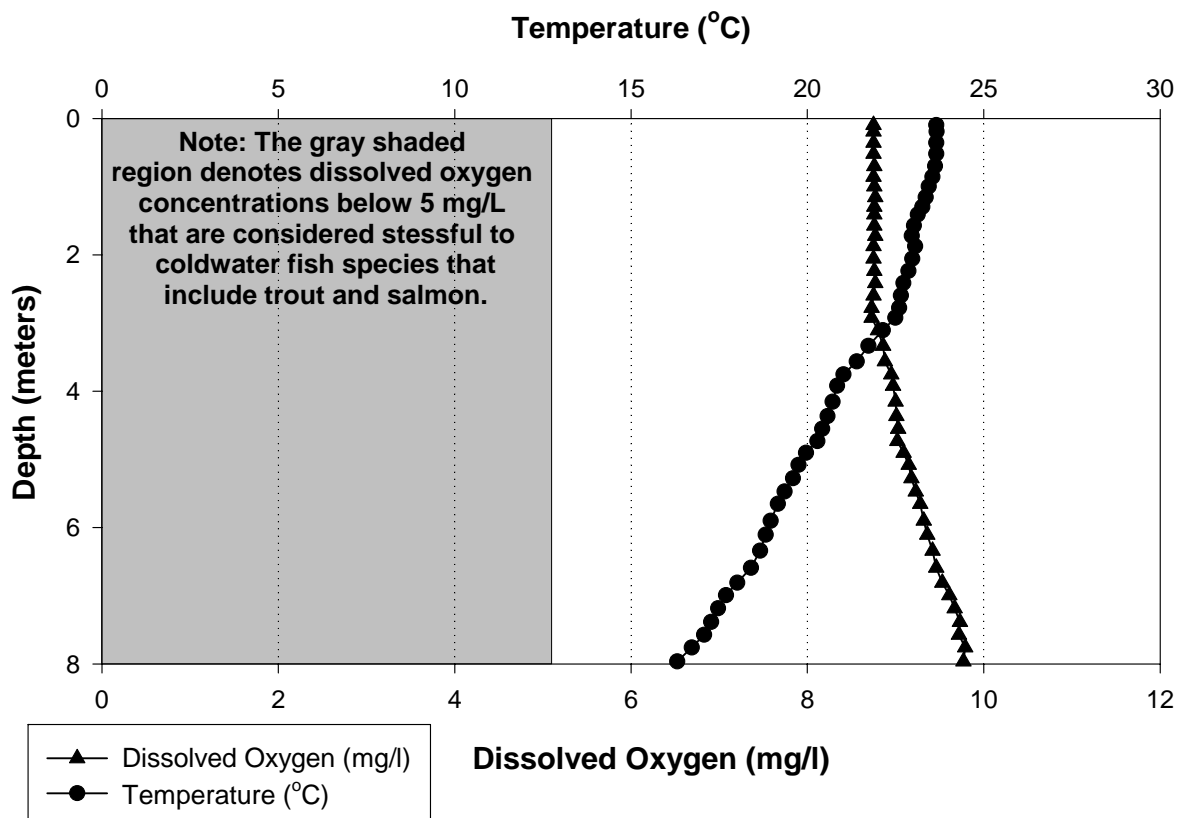 Temperature (°C)
0 5 10 15 20 25 30
Note: The gray shaded
region denotes dissolved oxygen
concentrations below 5 mg/L
that are considered stessful to
coldwater fish species that
include trout and salmon.
Depth (meters)
0
2
4
6
8
0 2 4 6 8 10 12
Dissolved Oxygen (mg/l)
Dissolved Oxygen (mg/l)
Temperature (°C)